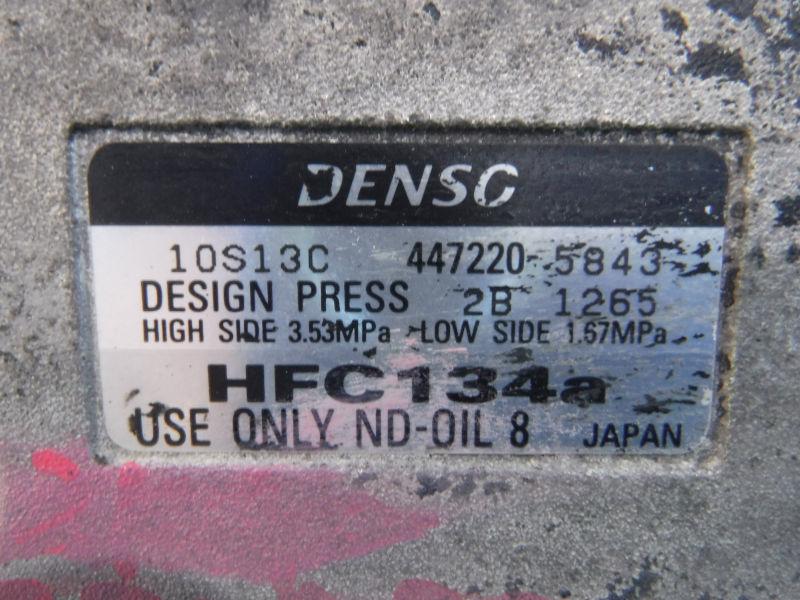 DENSO
10S13C 447220-5843
DESIGN PRESS 2B 1265
HIGH SIDE 3.53MPa LOW SIDE 1.67MPa
HFC134a
USE ONLY ND-OIL 8 JAPAN